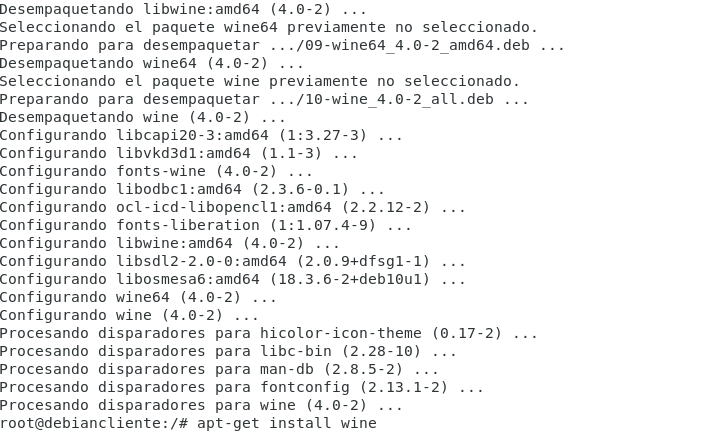 Desempaquetando libwine:amd64 (4.0-2) ...
Seleccionando el paquete wine64 previamente no seleccionado.
Preparando para desempaquetar .../09-wine64_4.0-2_amd64.deb ...
Desempaquetando wine64 (4.0-2) ...
Seleccionando el paquete wine previamente no seleccionado.
Preparando para desempaquetar .../10-wine_4.0-2_all.deb ...
Desempaquetando wine (4.0-2) ...
Configurando libcapi20-3:amd64 (1:3.27-3) ...
Configurando libvkd3d1:amd64 (1.1-3) ...
Configurando fonts-wine (4.0-2) ...
Configurando libodbc1:amd64 (2.3.6-0.1) ...
Configurando ocl-icd-libopencl1:amd64 (2.2.12-2) ...
Configurando fonts-liberation (1:1.07.4-9) ...
Configurando libwine:amd64 (4.0-2) ...
Configurando libsdl2-2.0-0:amd64 (2.0.9+dfsg1-1) ...
Configurando libosmesa6:amd64 (18.3.6-2+deb10u1) ...
Configurando wine64 (4.0-2) ...
Configurando wine (4.0-2) ...
Procesando disparadores para hicolor-icon-theme (0.17-2) ...
Procesando disparadores para libc-bin (2.28-10) ...
Procesando disparadores para man-db (2.8.5-2) ...
Procesando disparadores para fontconfig (2.13.1-2) ...
Procesando disparadores para wine (4.0-2) ...
root@debiancliente:/# apt-get install wine